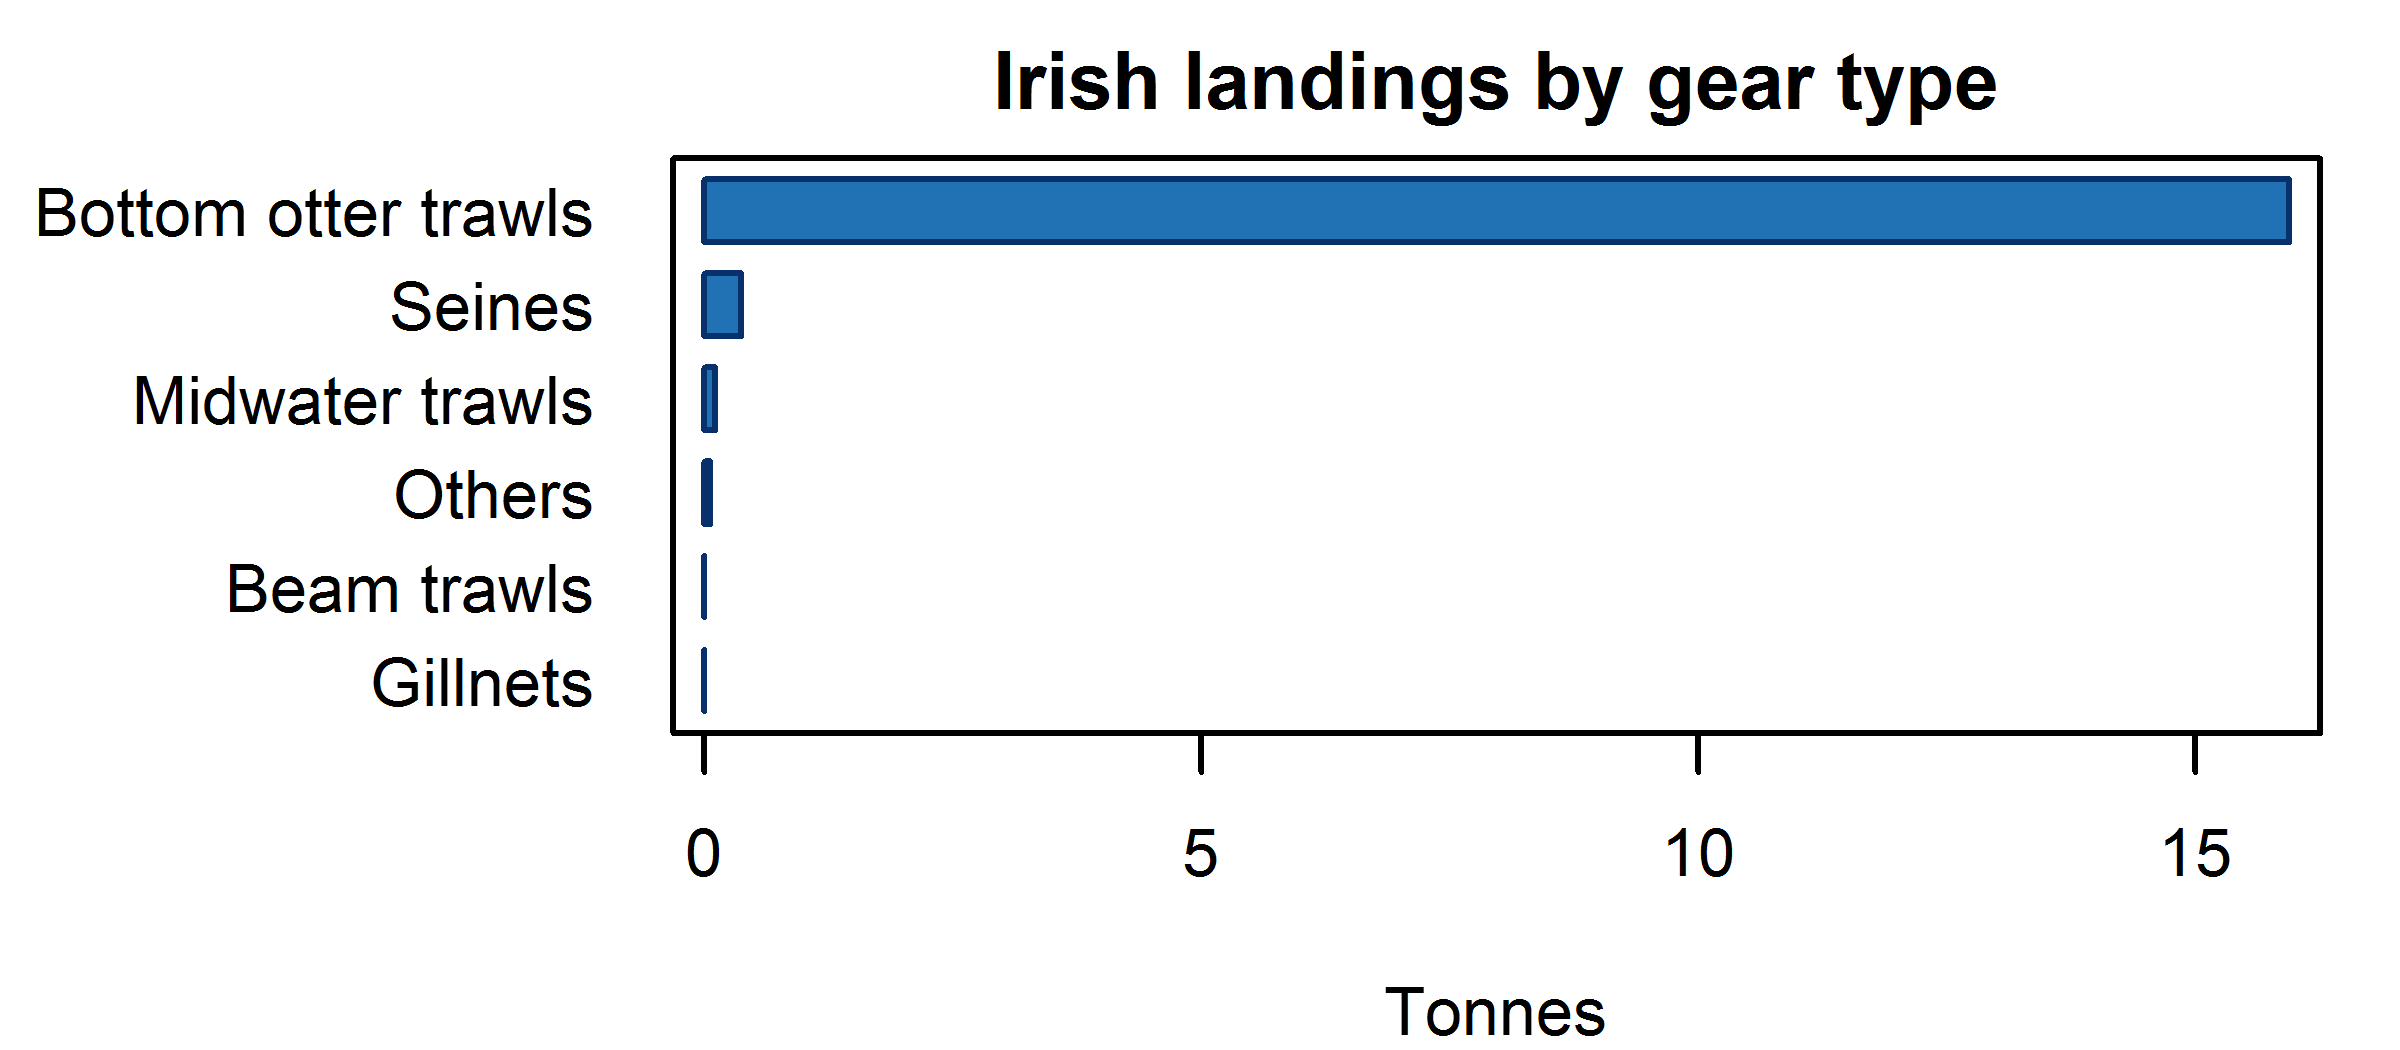 Irish landings by gear type
Bottom otter trawls
Seines
Midwater trawls
Others
Beam trawls
Gillnets
0 5 10 15
Tonnes